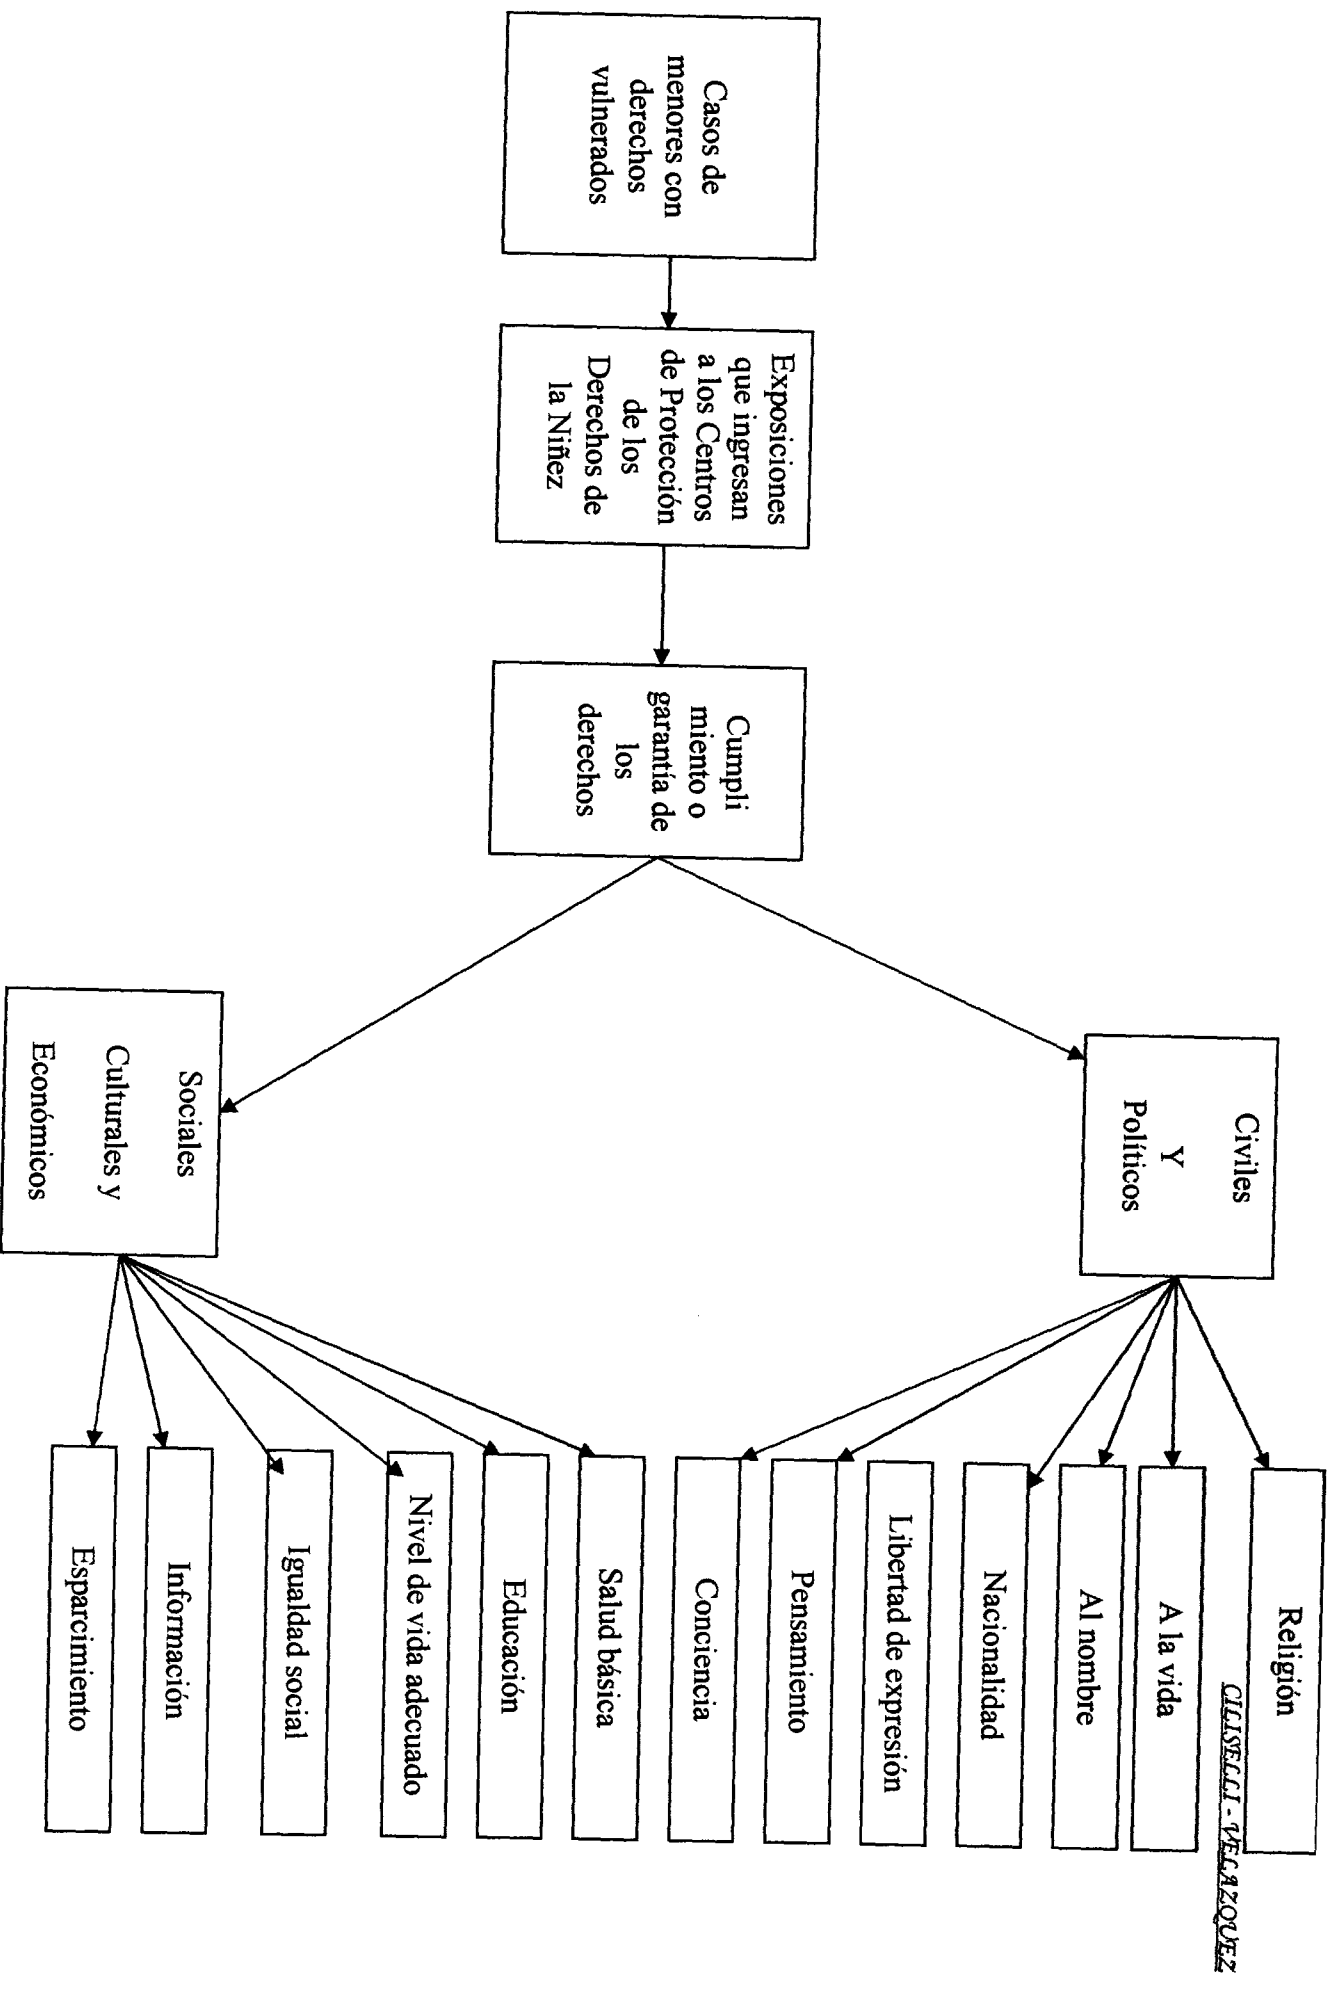 CILISELLI - VELAZQUEZ
Casos de
menores con
derechos
vulnerados
Exposiciones
que ingresan
a los Centros
de Protección
de los
Derechos de
la Niñez
Cumpli
miento o
garantía de
los
derechos
Civiles
Y
Políticos
Religión
A la vida
Al nombre
Nacionalidad
Libertad de expresión
Pensamiento
Conciencia
Sociales
Culturales y
Económicos
Salud básica
Educación
Nivel de vida adecuado
Igualdad social
Información
Esparcimiento